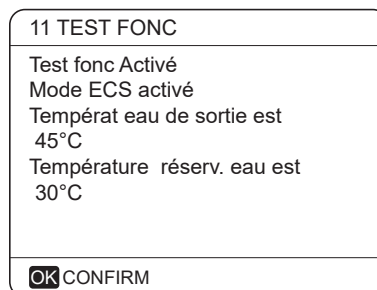 11 TEST FONC
Test fonc Activé
Mode ECS activé
Températ eau de sortie est
45°C
Température  réserv. eau est
30°C
OK CONFIRM